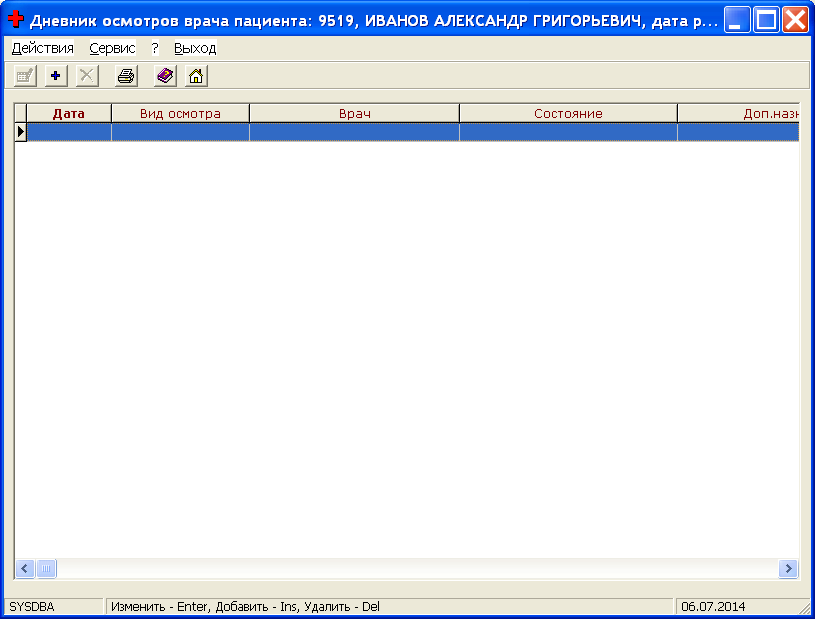 Дневник осмотров врача пациента: 9519, ИВАНОВ АЛЕКСАНДР ГРИГОРЬЕВИЧ, дата р...
Действия Сервис ? Выход
Дата Вид осмотра Врач Состояние Доп.назн
SYSDBA Изменить - Enter, Добавить - Ins, Удалить - Del 06.07.2014